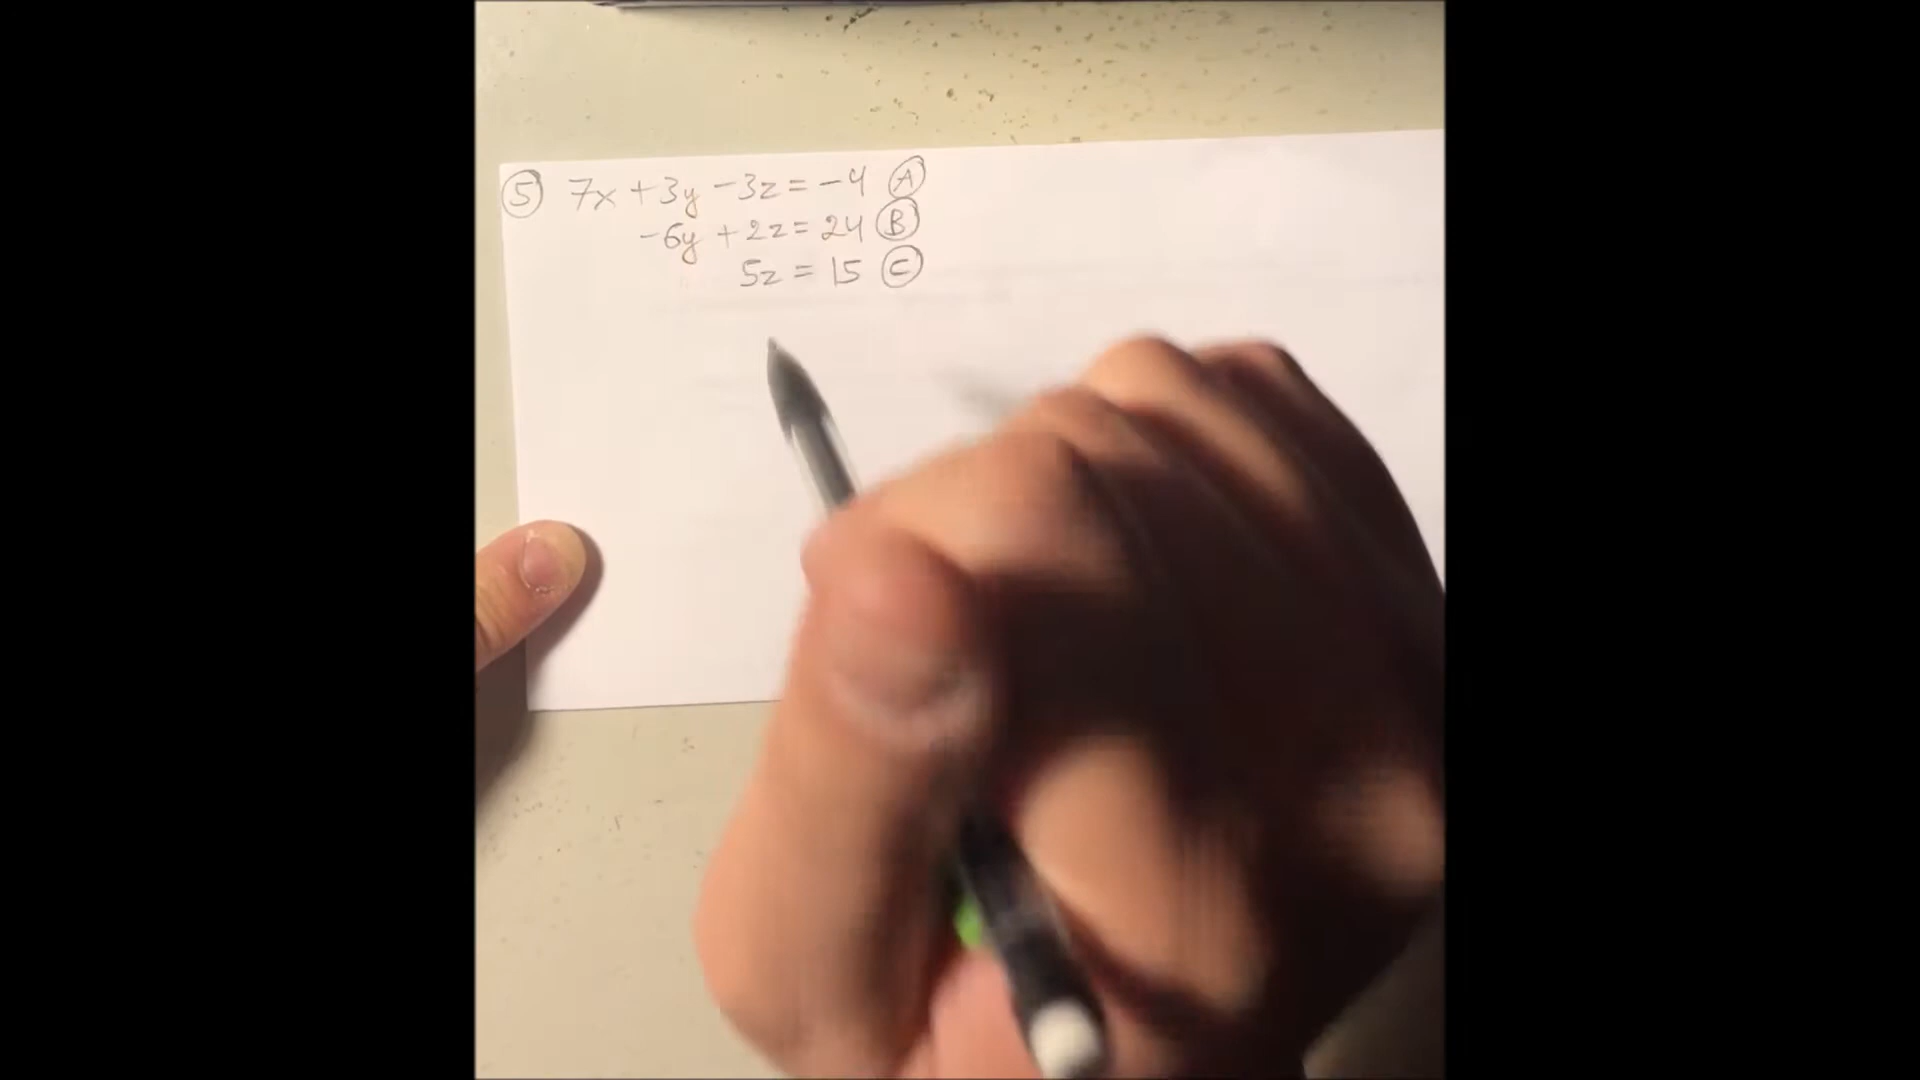 ⑤ 7x + 3y - 3z = -4 Ⓐ
-6y + 2z = 24 Ⓑ
5z = 15 Ⓒ